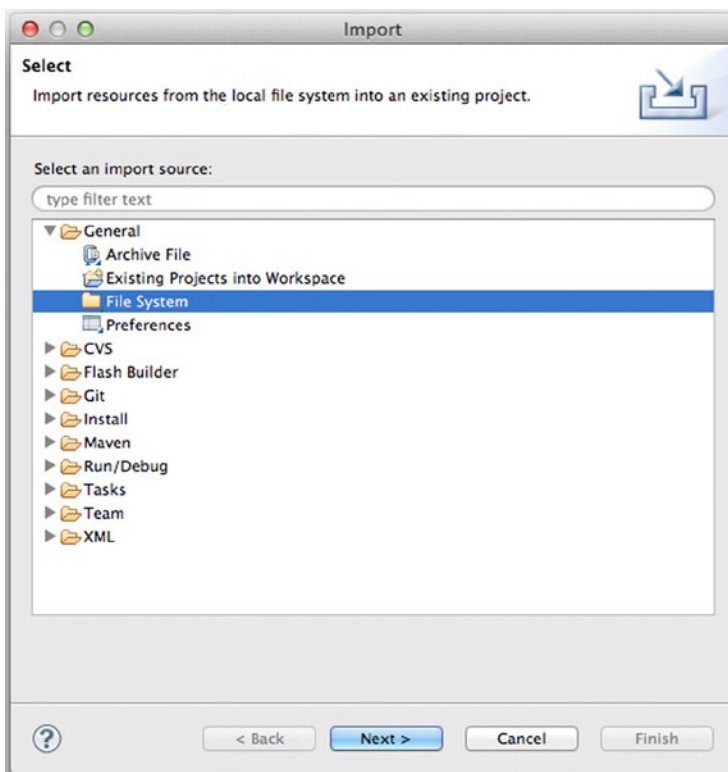 Import
Select
Import resources from the local file system into an existing project.
Select an import source:
type filter text
General
Archive File
Existing Projects into Workspace
File System
Preferences
CVS
Flash Builder
Git
Install
Maven
Run/Debug
Tasks
Team
XML
?
< Back Next > Cancel Finish